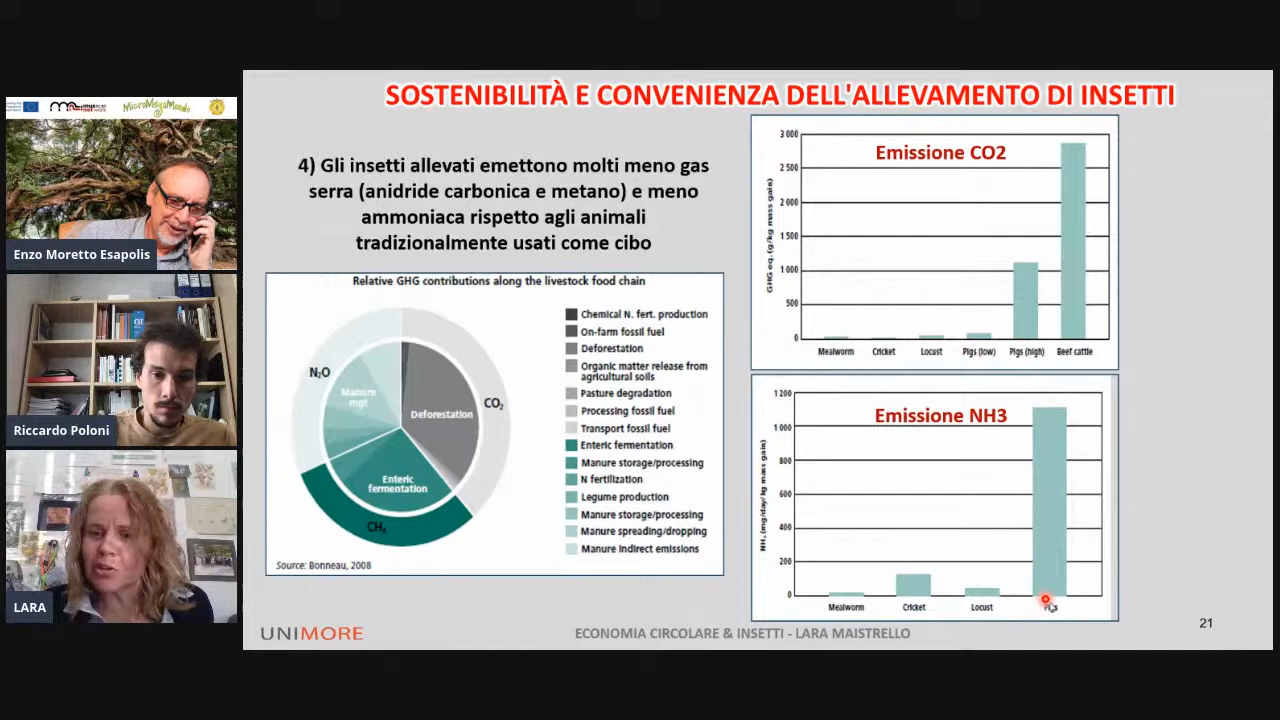 MicroMegaMondo
Enzo Moretto Esapolis
Riccardo Poloni
LARA
SOSTENIBILITÀ E CONVENIENZA DELL'ALLEVAMENTO DI INSETTI
4) Gli insetti allevati emettono molti meno gas
serra (anidride carbonica e metano) e meno
ammoniaca rispetto agli animali
tradizionalmente usati come cibo
Relative GHG contributions along the livestock food chain
N₂O
CO₂
CH₄
Manure
mgt
Deforestation
Enteric
fermentation
Chemical N. fert. production
On-farm fossil fuel
Deforestation
Organic matter release from
agricultural soils
Pasture degradation
Processing fossil fuel
Transport fossil fuel
Enteric fermentation
Manure storage/processing
N fertilization
Legume production
Manure storage/processing
Manure spreading/dropping
Manure indirect emissions
Source: Bonneau, 2008
Emissione CO2
GHG eq. (g/kg mass gain)
3 000
2 500
2 000
1 500
1 000
500
0
Mealworm Cricket Locust Pigs (low) Pigs (high) Beef cattle
Emissione NH3
NH₃ (mg/day/kg mass gain)
1 200
1 000
800
600
400
200
0
Mealworm Cricket Locust Pigs
UNIMORE
ECONOMIA CIRCOLARE & INSETTI - LARA MAISTRELLO
21